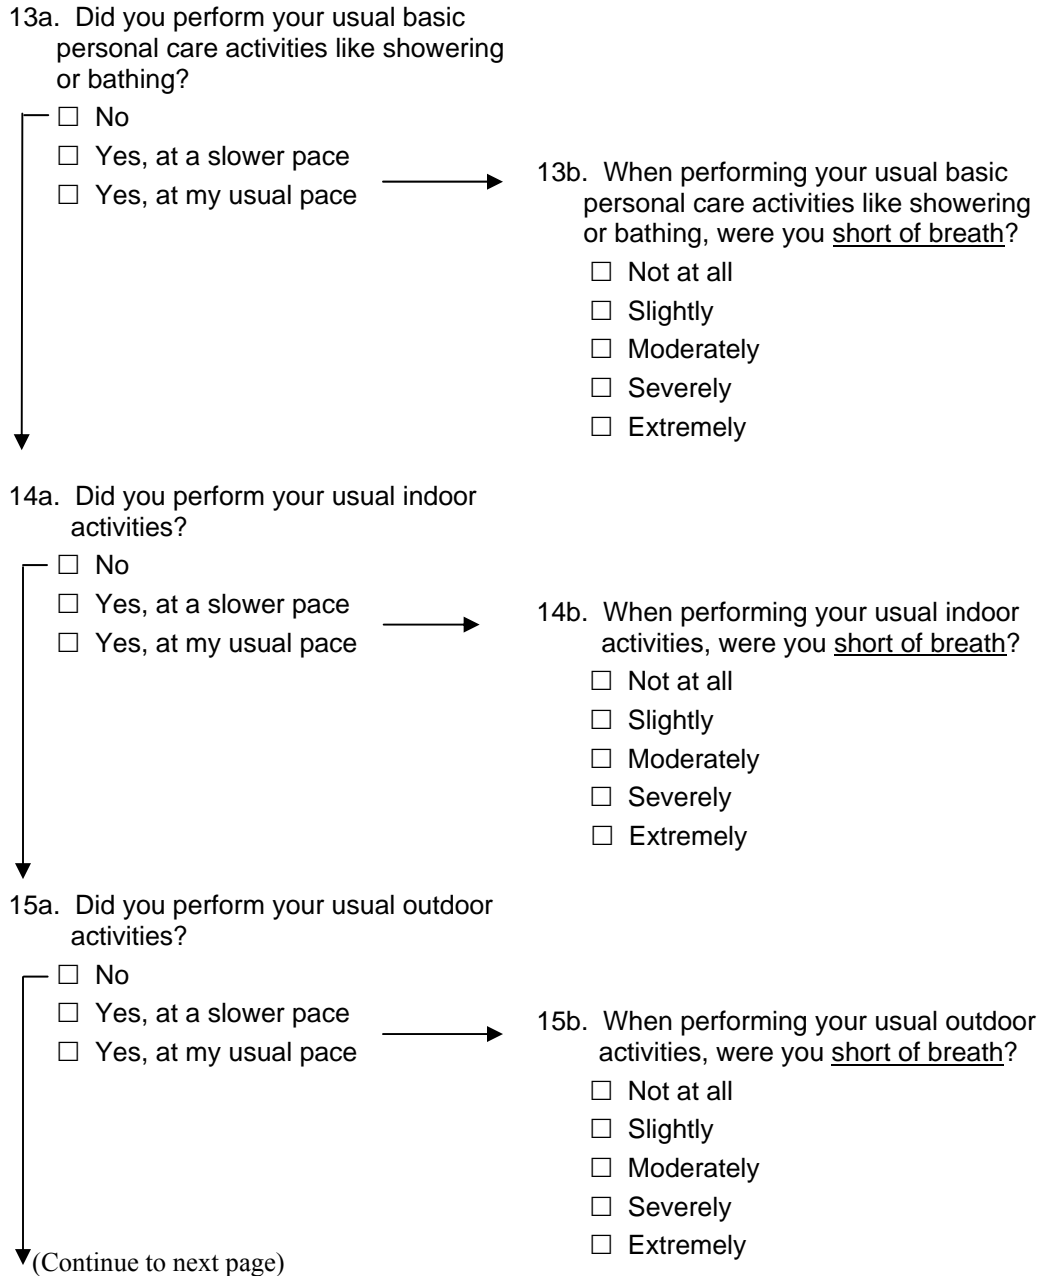 13a. Did you perform your usual basic
personal care activities like showering
or bathing?
☐ No
☐ Yes, at a slower pace
☐ Yes, at my usual pace
13b. When performing your usual basic
personal care activities like showering
or bathing, were you short of breath?
☐ Not at all
☐ Slightly
☐ Moderately
☐ Severely
☐ Extremely
14a. Did you perform your usual indoor
activities?
☐ No
☐ Yes, at a slower pace
☐ Yes, at my usual pace
14b. When performing your usual indoor
activities, were you short of breath?
☐ Not at all
☐ Slightly
☐ Moderately
☐ Severely
☐ Extremely
15a. Did you perform your usual outdoor
activities?
☐ No
☐ Yes, at a slower pace
☐ Yes, at my usual pace
15b. When performing your usual outdoor
activities, were you short of breath?
☐ Not at all
☐ Slightly
☐ Moderately
☐ Severely
☐ Extremely
(Continue to next page)